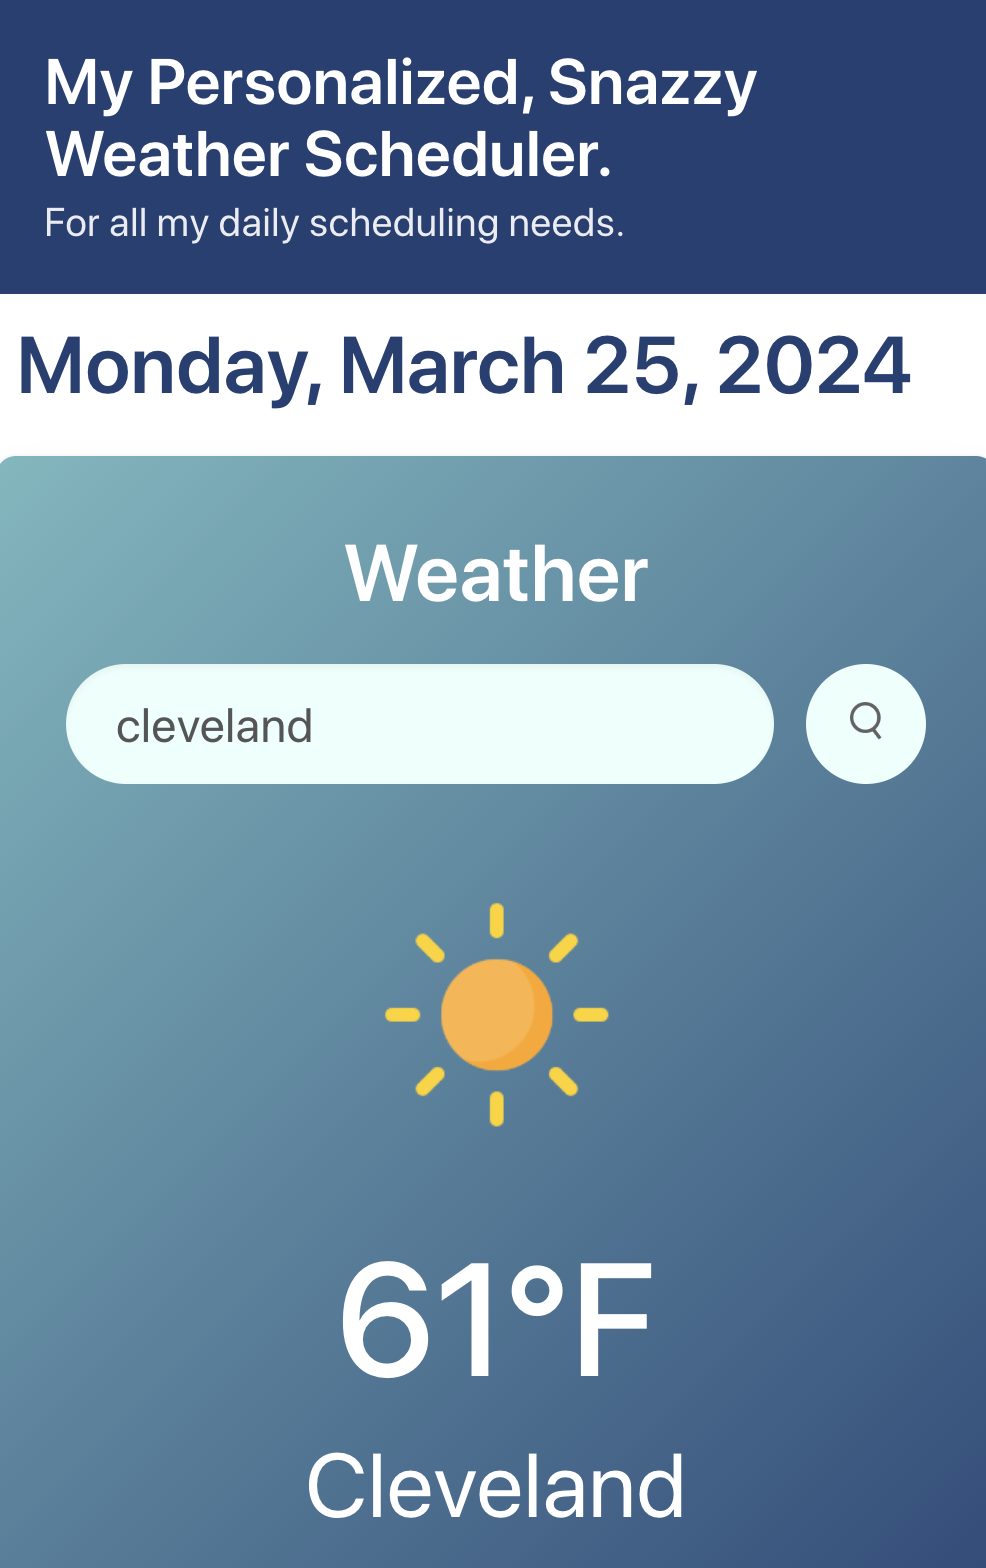 My Personalized, Snazzy
Weather Scheduler.
For all my daily scheduling needs.
Monday, March 25, 2024
Weather
cleveland
61°F
Cleveland